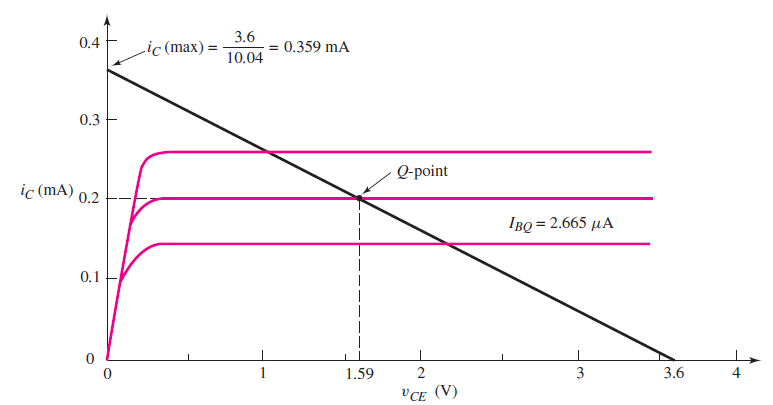 0.4
i_C (max) = 3.6/10.04 = 0.359 mA
0.3
Q-point
i_C (mA)
0.2
I_BQ = 2.665 μA
0.1
0
0 1 1.59 2 3 3.6 4
v_CE (V)